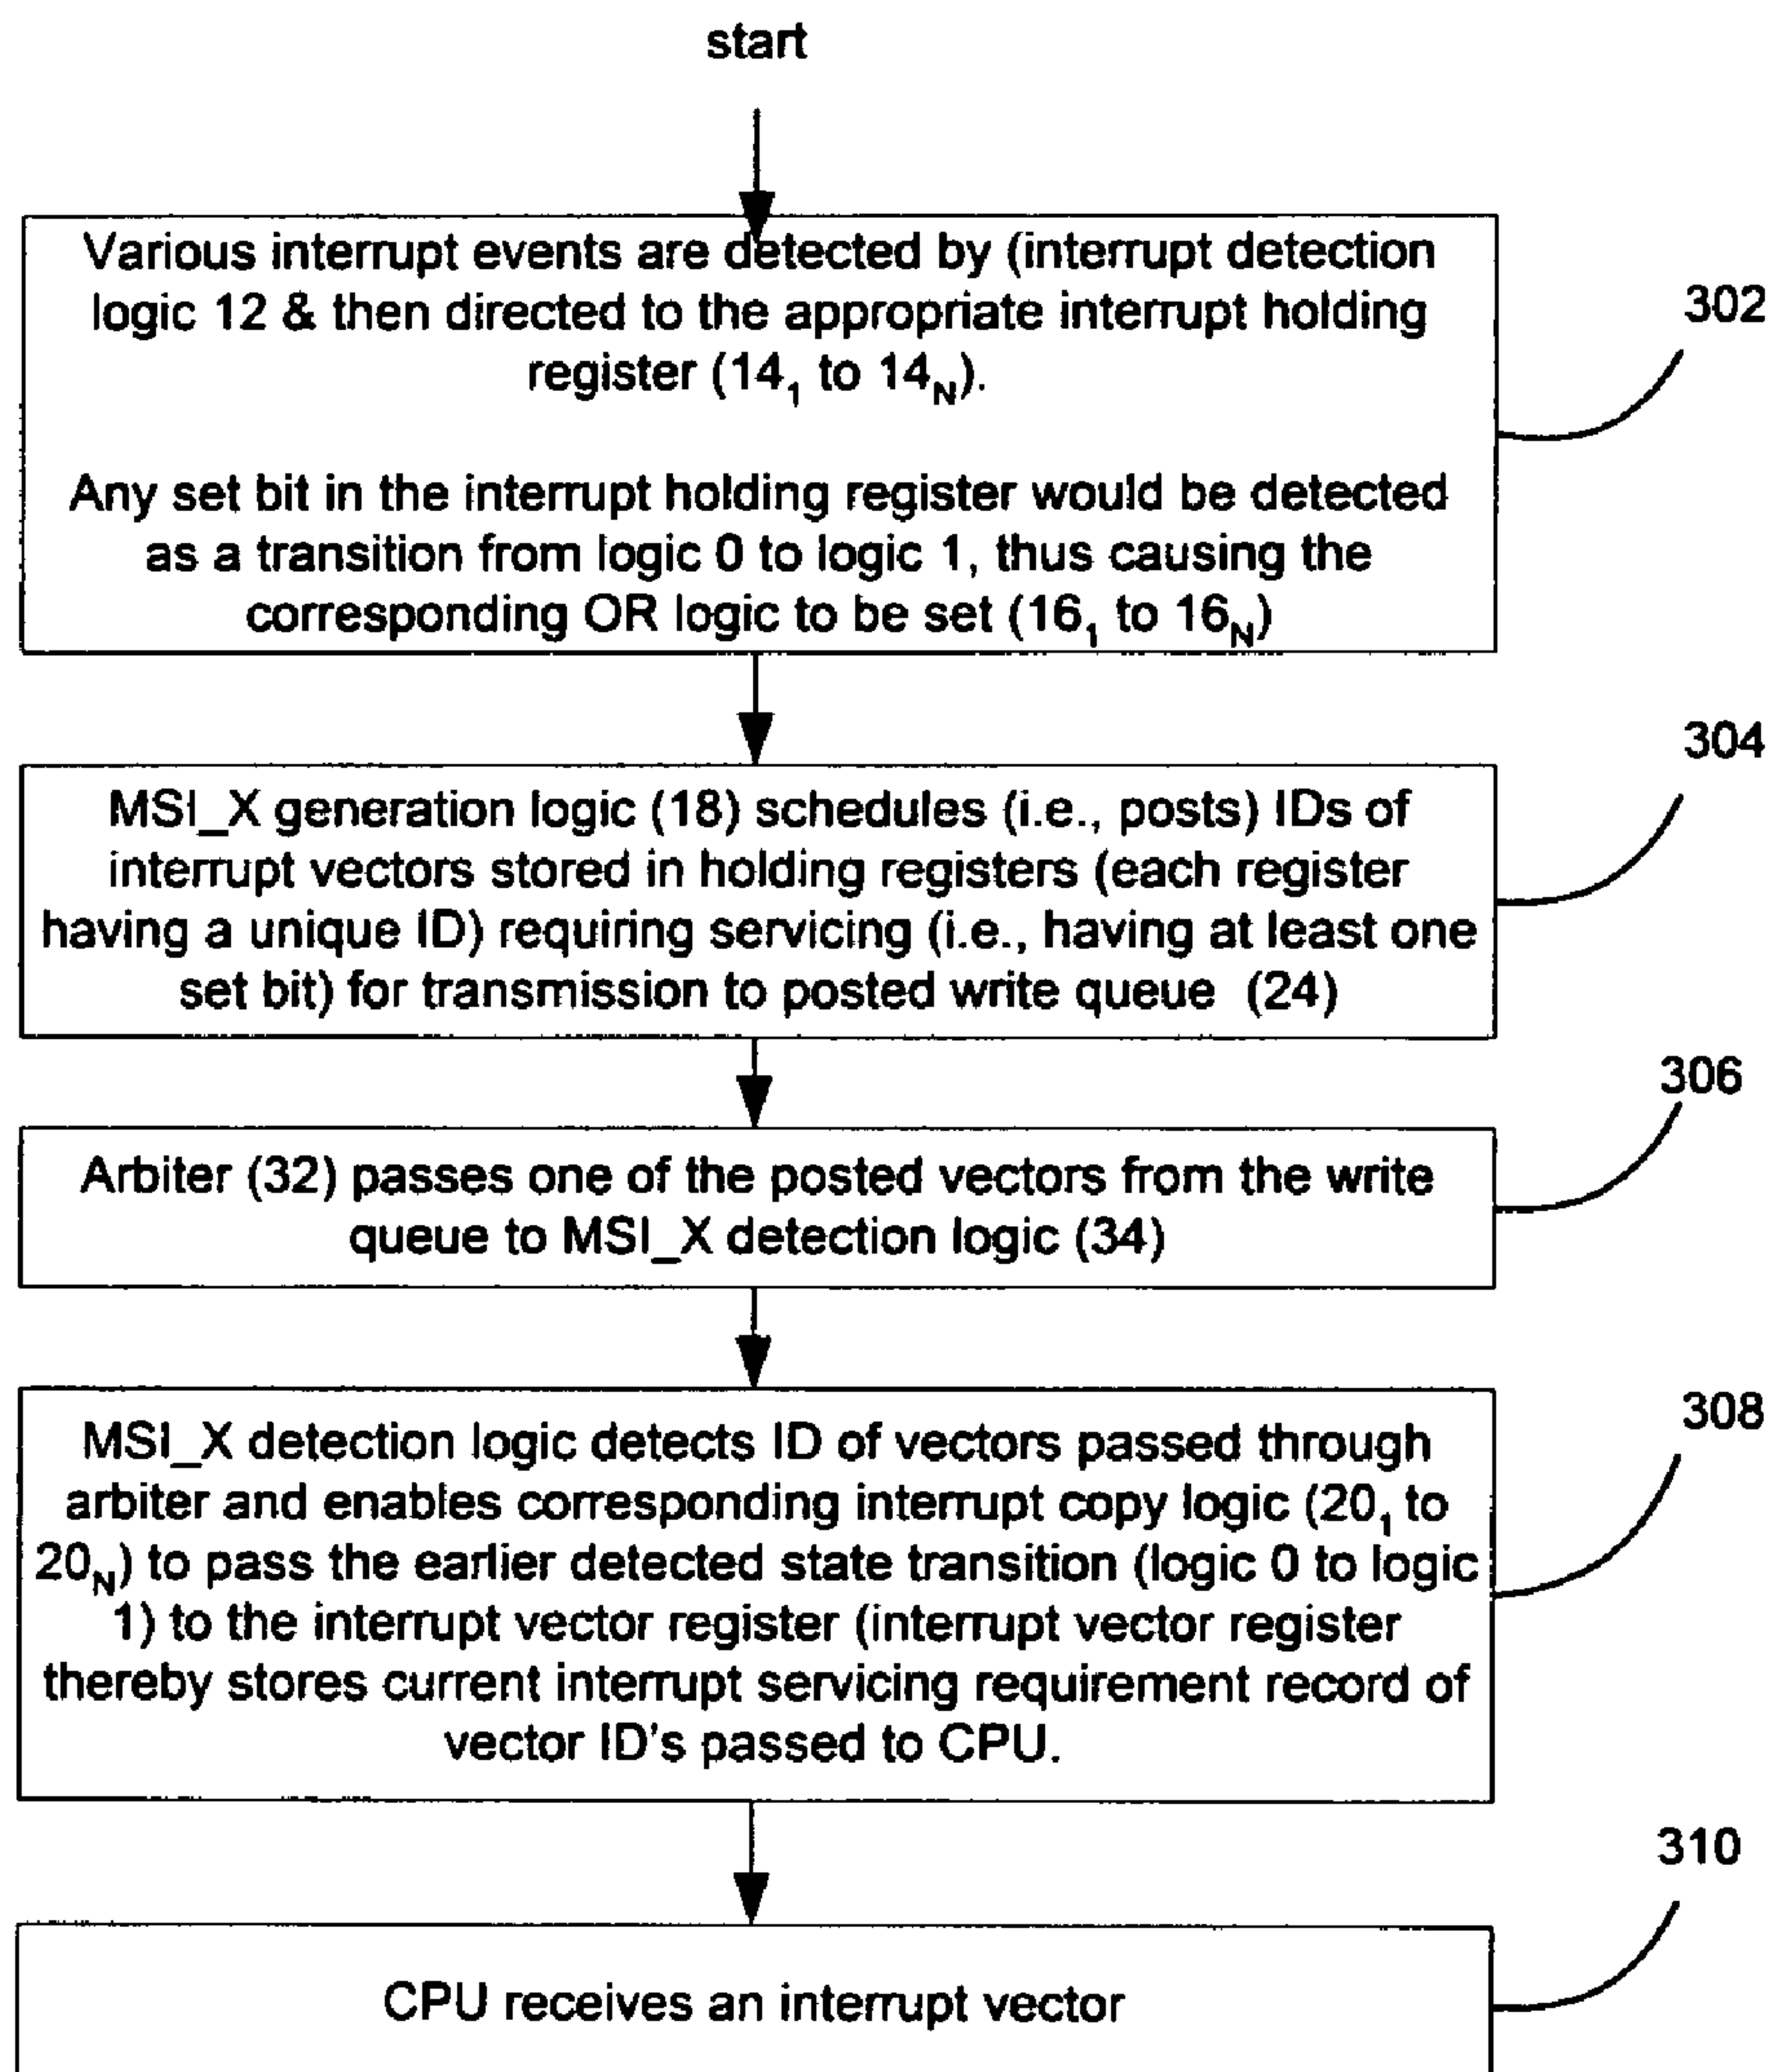 start
Various interrupt events are detected by (interrupt detection
logic 12 & then directed to the appropriate interrupt holding
register (14₁ to 14_N).
302
Any set bit in the interrupt holding register would be detected
as a transition from logic 0 to logic 1, thus causing the
corresponding OR logic to be set (16₁ to 16_N)
304
MSI_X generation logic (18) schedules (i.e., posts) IDs of
interrupt vectors stored in holding registers (each register
having a unique ID) requiring servicing (i.e., having at least one
set bit) for transmission to posted write queue (24)
306
Arbiter (32) passes one of the posted vectors from the write
queue to MSI_X detection logic (34)
308
MSI_X detection logic detects ID of vectors passed through
arbiter and enables corresponding interrupt copy logic (20₁ to
20_N) to pass the earlier detected state transition (logic 0 to logic
1) to the interrupt vector register (interrupt vector register
thereby stores current interrupt servicing requirement record of
vector ID's passed to CPU.
310
CPU receives an interrupt vector